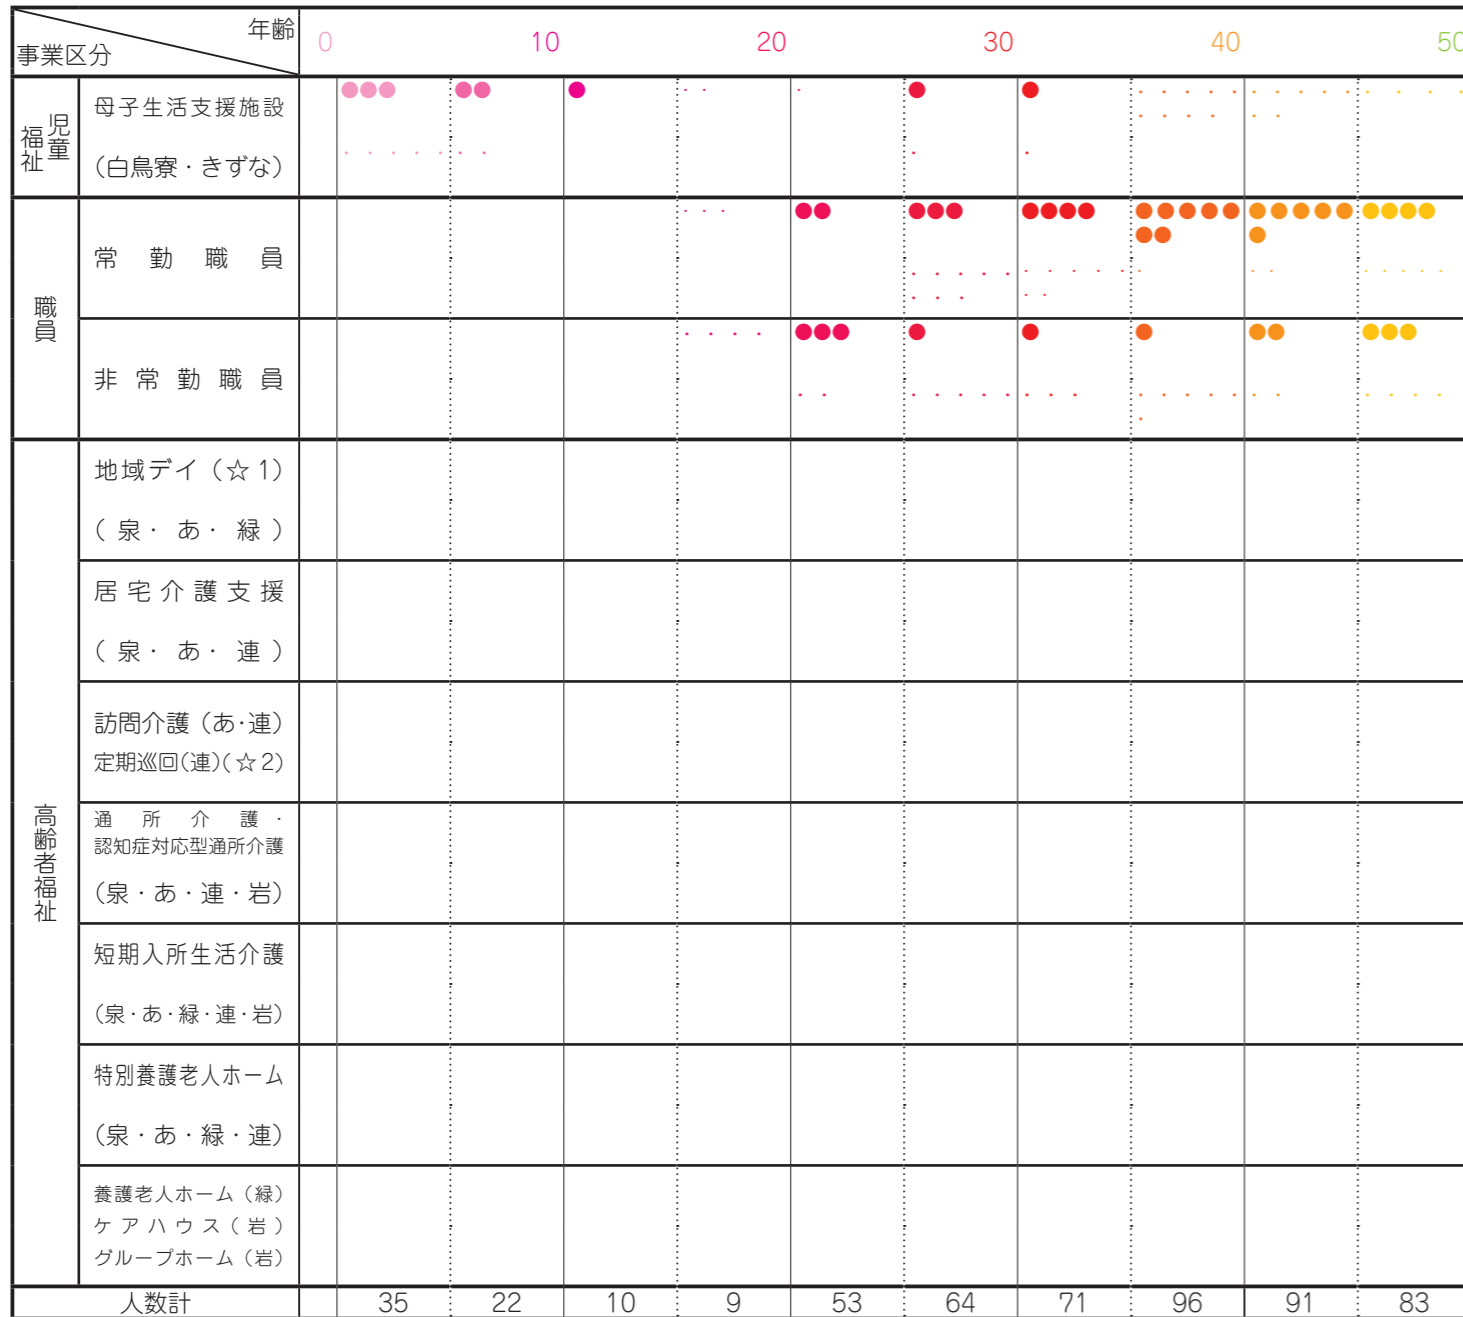 年齢
事業区分
0 10 20 30 40 50
児童福祉
母子生活支援施設
（白鳥寮・きずな）
職員
常勤職員
非常勤職員
高齢者福祉
地域デイ（☆1）
（泉・あ・緑）
居宅介護支援
（泉・あ・連）
訪問介護（あ・連）
定期巡回(連)(☆2)
通所介護・
認知症対応型通所介護
（泉・あ・連・岩）
短期入所生活介護
（泉・あ・緑・連・岩）
特別養護老人ホーム
（泉・あ・緑・連）
養護老人ホーム（緑）
ケアハウス（岩）
グループホーム（岩）
人数計 35 22 10 9 53 64 71 96 91 83